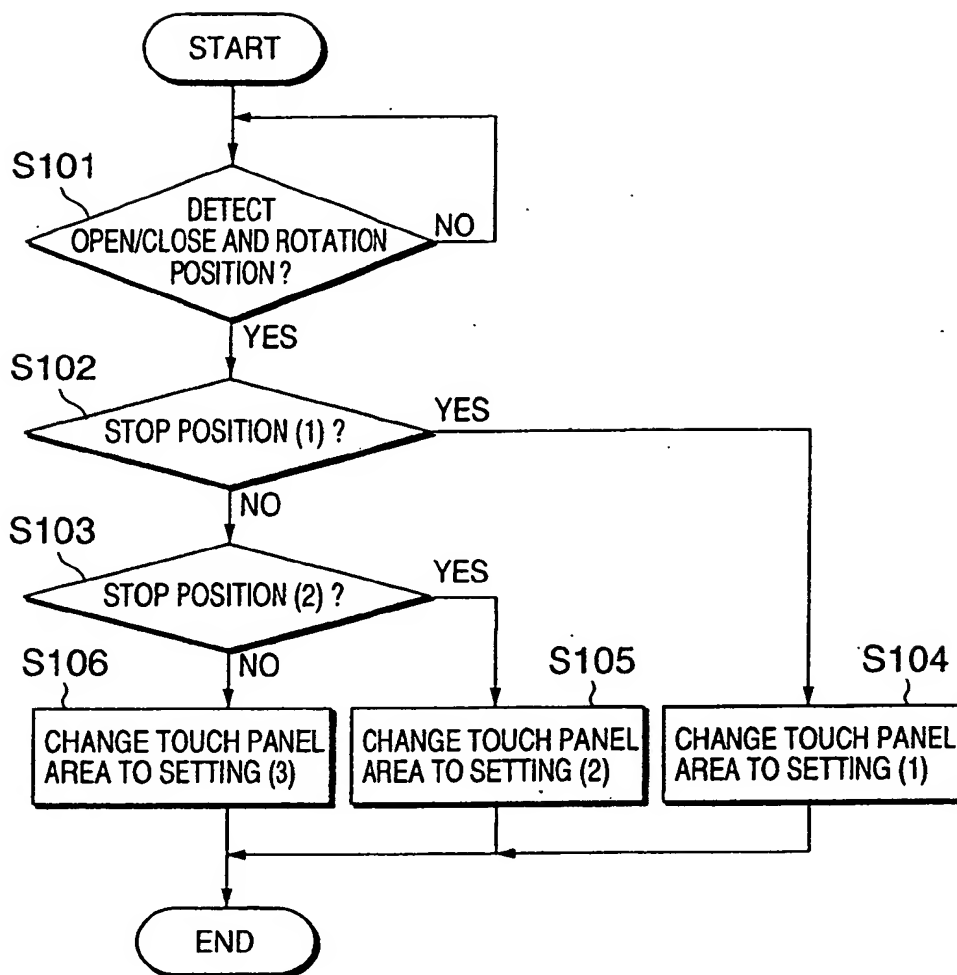 START
S101
DETECT
OPEN/CLOSE AND ROTATION
POSITION ?
NO
YES
S102
STOP POSITION (1) ?
YES
NO
S103
STOP POSITION (2) ?
YES
NO
S106
CHANGE TOUCH PANEL
AREA TO SETTING (3)
S105
CHANGE TOUCH PANEL
AREA TO SETTING (2)
S104
CHANGE TOUCH PANEL
AREA TO SETTING (1)
END